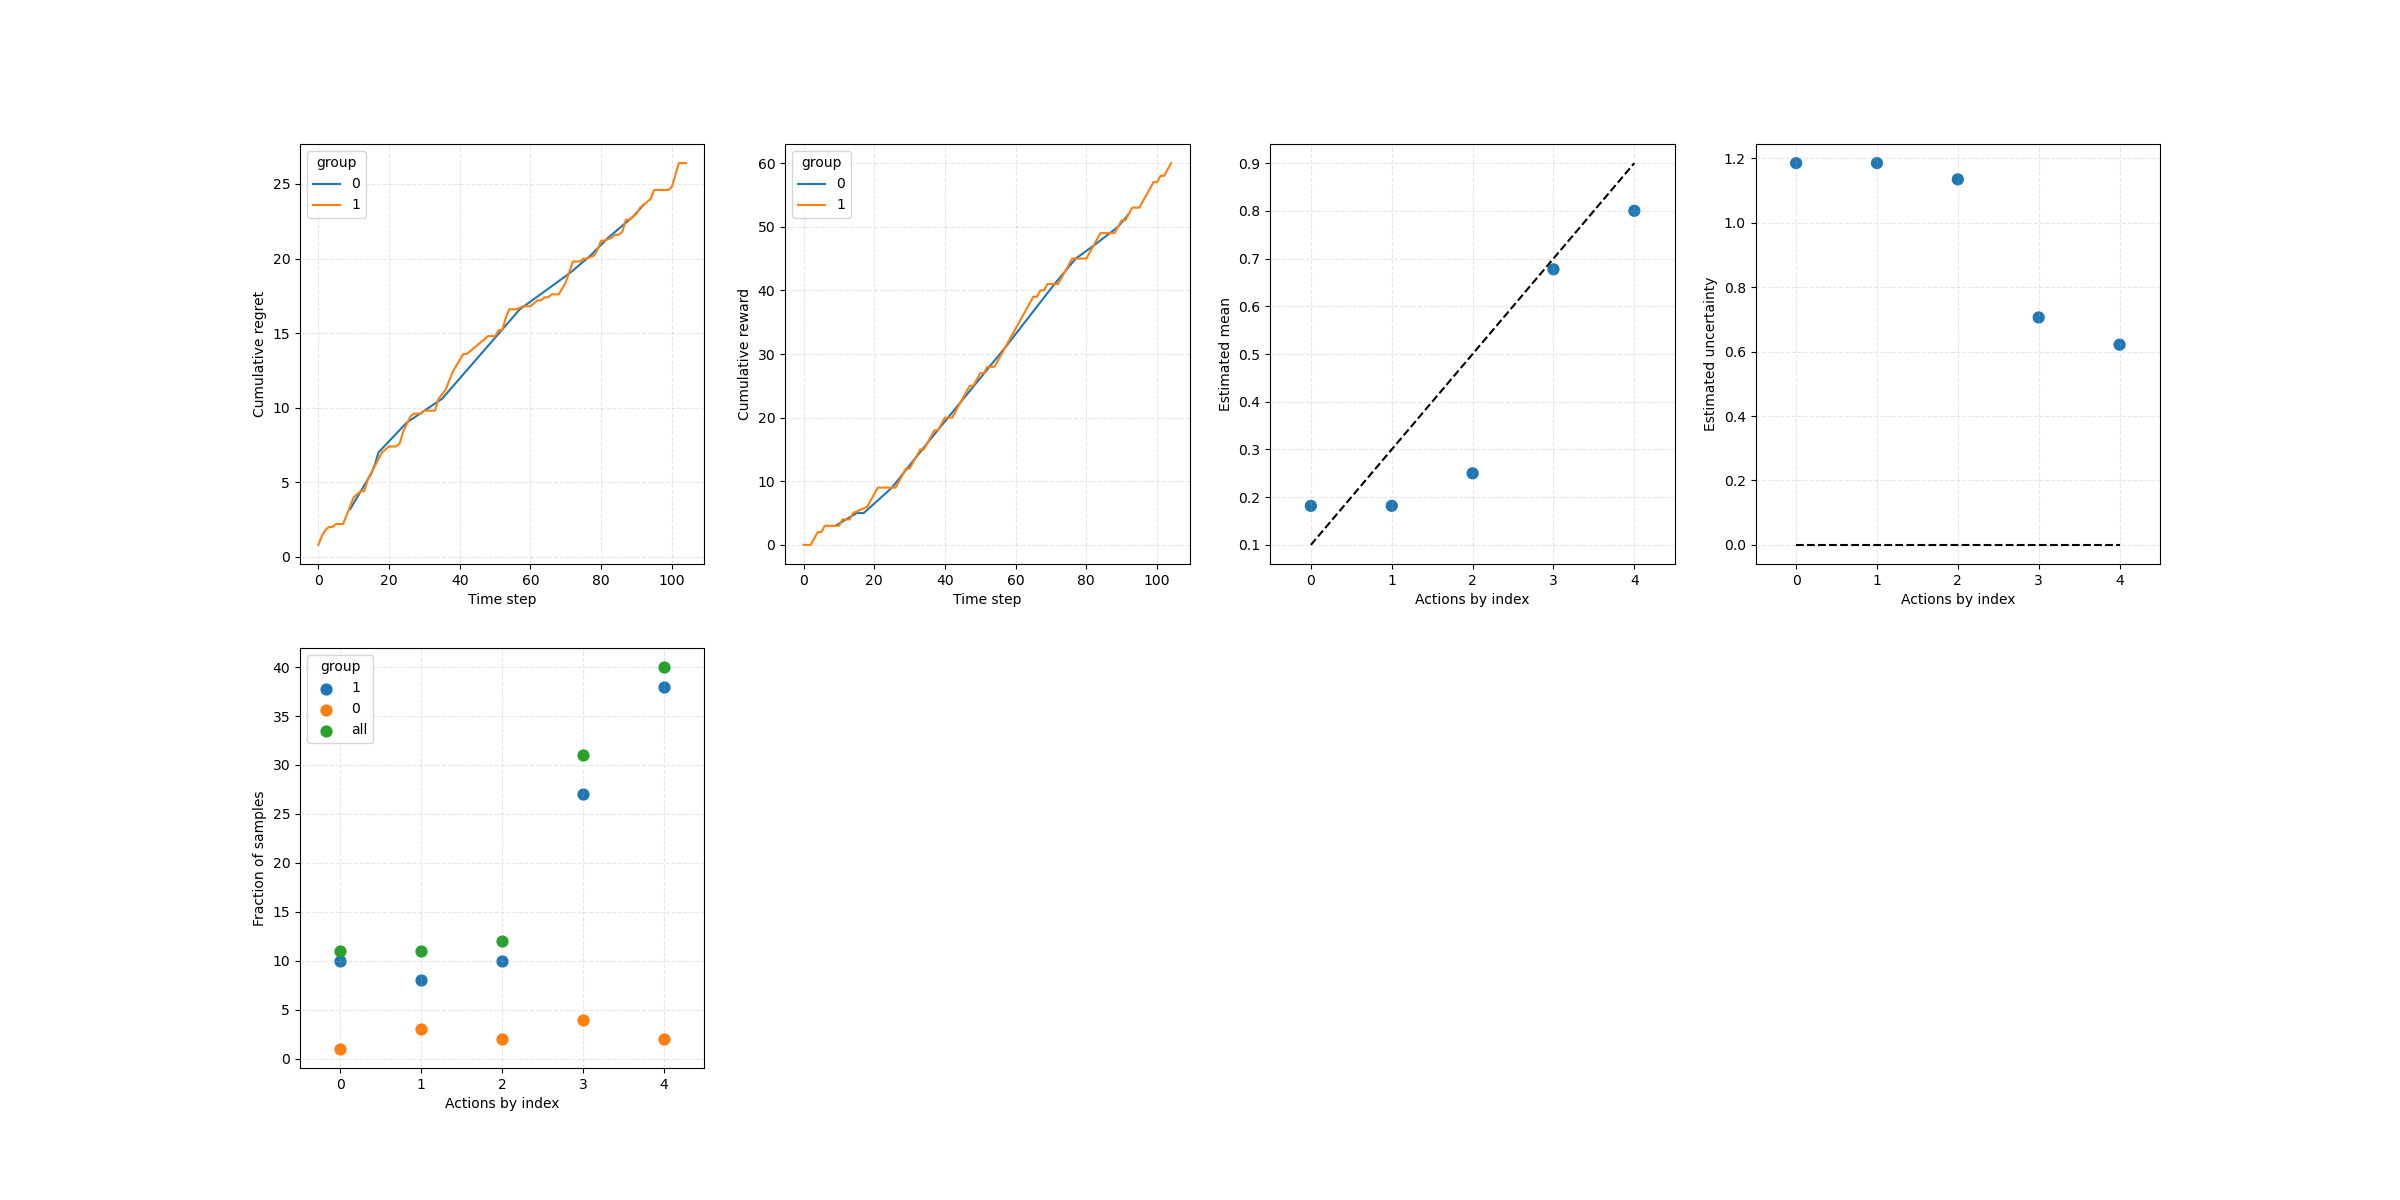 group
0
1
25
20
15
10
5
0
Cumulative regret
0 20 40 60 80 100
Time step
group
0
1
60
50
40
30
20
10
0
Cumulative reward
0 20 40 60 80 100
Time step
0.9
0.8
0.7
0.6
0.5
0.4
0.3
0.2
0.1
Estimated mean
0 1 2 3 4
Actions by index
1.2
1.0
0.8
0.6
0.4
0.2
0.0
Estimated uncertainty
0 1 2 3 4
Actions by index
group
1
0
all
40
35
30
25
20
15
10
5
0
Fraction of samples
0 1 2 3 4
Actions by index